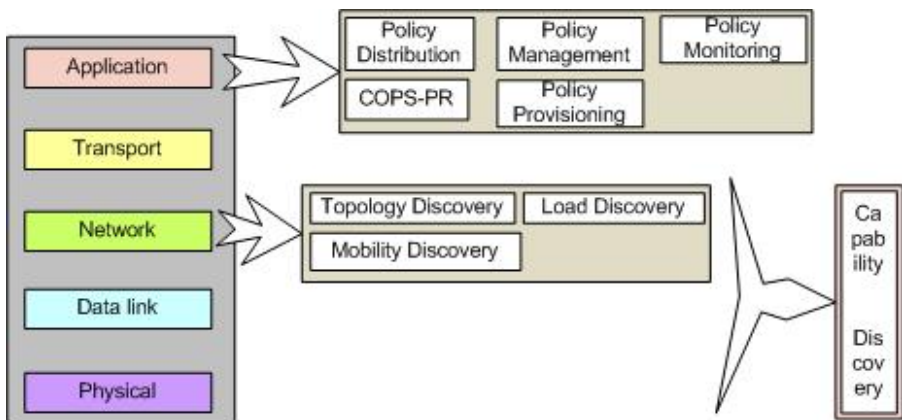 Application
Transport
Network
Data link
Physical
Policy
Distribution
Policy
Management
Policy
Monitoring
COPS-PR
Policy
Provisioning
Topology Discovery
Load Discovery
Mobility Discovery
Ca
pab
ility
Dis
cov
ery